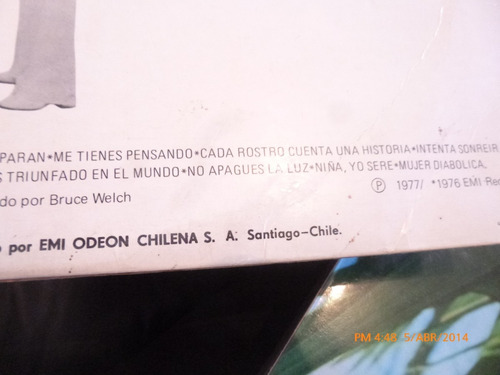 PARAN•ME TIENES PENSANDO•CADA ROSTRO CUENTA UNA HISTORIA•INTENTA SONREIR
TRIUNFADO EN EL MUNDO•NO APAGUES LA LUZ•NIÑA, YO SERE•MUJER DIABOLICA.
do por Bruce Welch
Ⓟ 1977/ *1976 EMI Re
por EMI ODEON CHILENA S. A. Santiago-Chile.
PM 4:48 5/ABR/2014